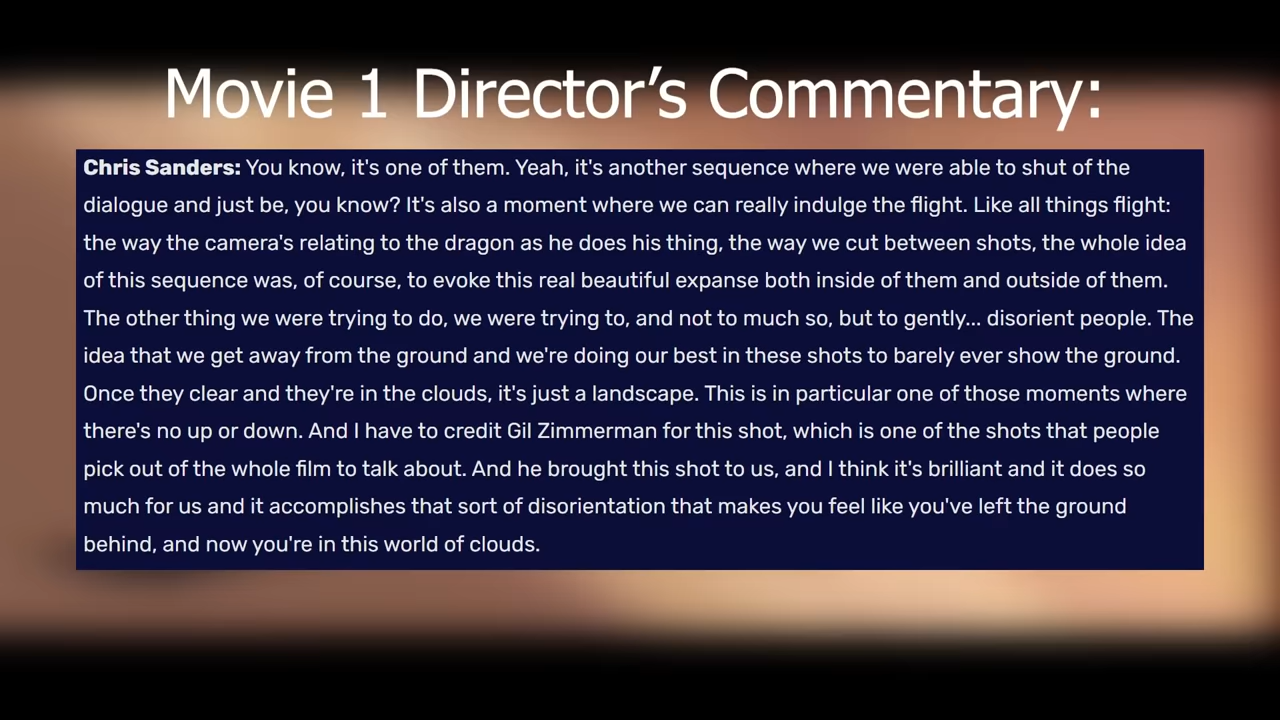 Movie 1 Director’s Commentary:
Chris Sanders: You know, it's one of them. Yeah, it's another sequence where we were able to shut of the
dialogue and just be, you know? It's also a moment where we can really indulge the flight. Like all things flight:
the way the camera's relating to the dragon as he does his thing, the way we cut between shots, the whole idea
of this sequence was, of course, to evoke this real beautiful expanse both inside of them and outside of them.
The other thing we were trying to do, we were trying to, and not to much so, but to gently... disorient people. The
idea that we get away from the ground and we're doing our best in these shots to barely ever show the ground.
Once they clear and they're in the clouds, it's just a landscape. This is in particular one of those moments where
there's no up or down. And I have to credit Gil Zimmerman for this shot, which is one of the shots that people
pick out of the whole film to talk about. And he brought this shot to us, and I think it's brilliant and it does so
much for us and it accomplishes that sort of disorientation that makes you feel like you've left the ground
behind, and now you're in this world of clouds.